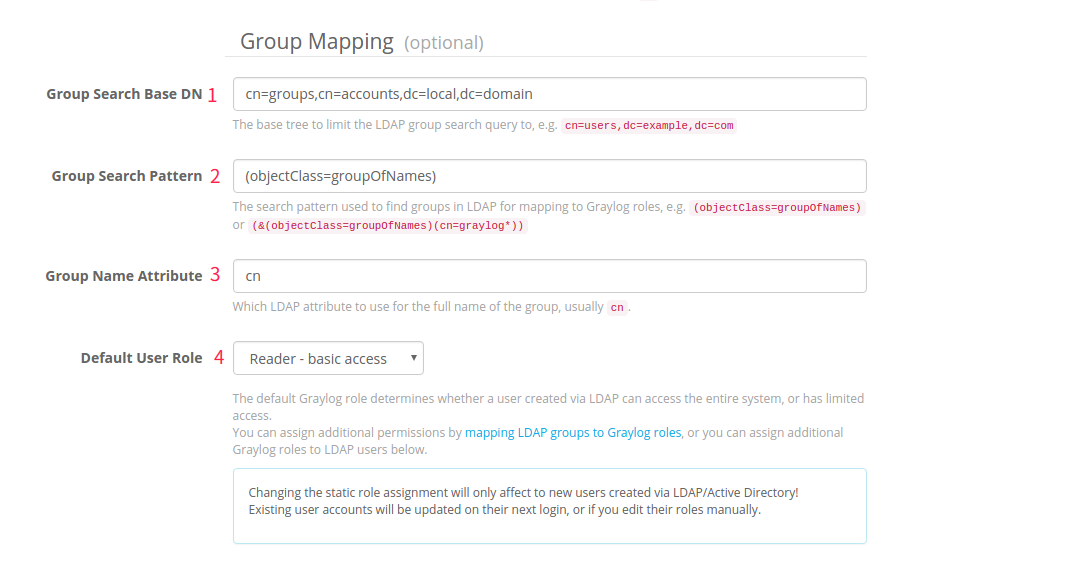 Group Mapping (optional)
Group Search Base DN 1 cn=groups,cn=accounts,dc=local,dc=domain
The base tree to limit the LDAP group search query to, e.g. cn=users,dc=example,dc=com
Group Search Pattern 2 (objectClass=groupOfNames)
The search pattern used to find groups in LDAP for mapping to Graylog roles, e.g. (objectClass=groupOfNames)
or (&(objectClass=groupOfNames)(cn=graylog*))
Group Name Attribute 3 cn
Which LDAP attribute to use for the full name of the group, usually cn .
Default User Role 4 Reader - basic access
The default Graylog role determines whether a user created via LDAP can access the entire system, or has limited
access.
You can assign additional permissions by mapping LDAP groups to Graylog roles, or you can assign additional
Graylog roles to LDAP users below.
Changing the static role assignment will only affect to new users created via LDAP/Active Directory!
Existing user accounts will be updated on their next login, or if you edit their roles manually.